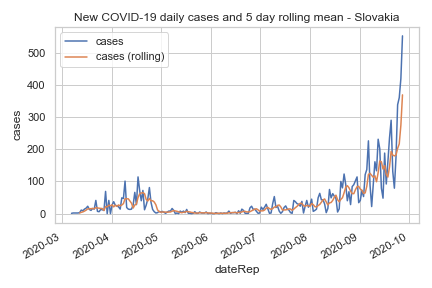 New COVID-19 daily cases and 5 day rolling mean - Slovakia
cases
cases (rolling)
500
400
300
200
100
0
cases
2020-03
2020-04
2020-05
2020-06
2020-07
2020-08
2020-09
2020-10
dateRep